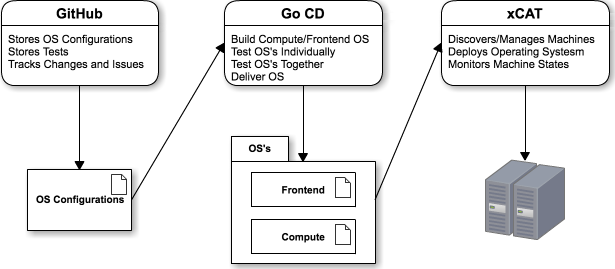 GitHub
Stores OS Configurations
Stores Tests
Tracks Changes and Issues
Go CD
Build Compute/Frontend OS
Test OS's Individually
Test OS's Together
Deliver OS
xCAT
Discovers/Manages Machines
Deploys Operating Systesm
Monitors Machine States
OS Configurations
OS's
Frontend
Compute